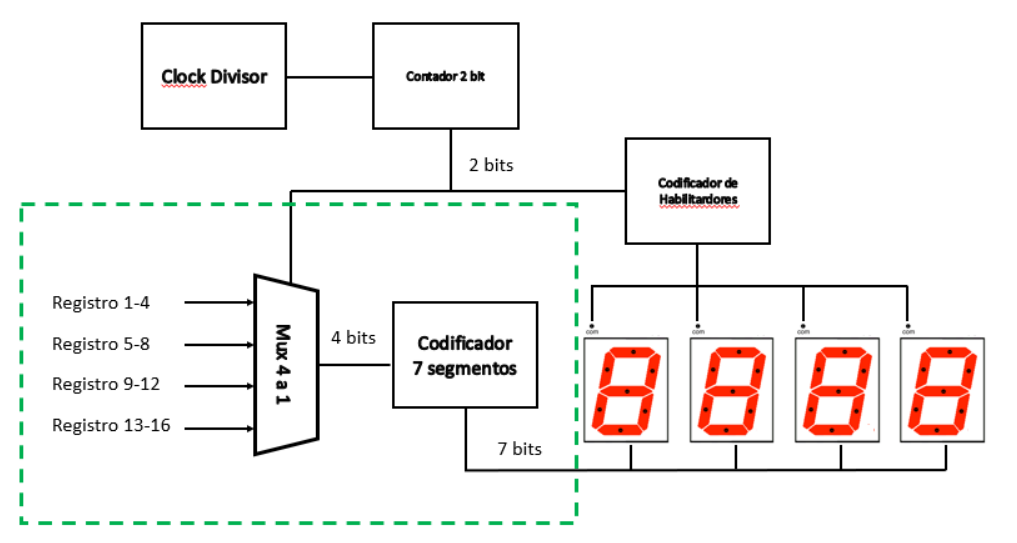 Clock Divisor
Contador 2 bit
2 bits
Codificador de
Habilitardores
Registro 1-4
Registro 5-8
Registro 9-12
Registro 13-16
Mux 4 a 1
4 bits
Codificador
7 segmentos
7 bits
com
com
com
com